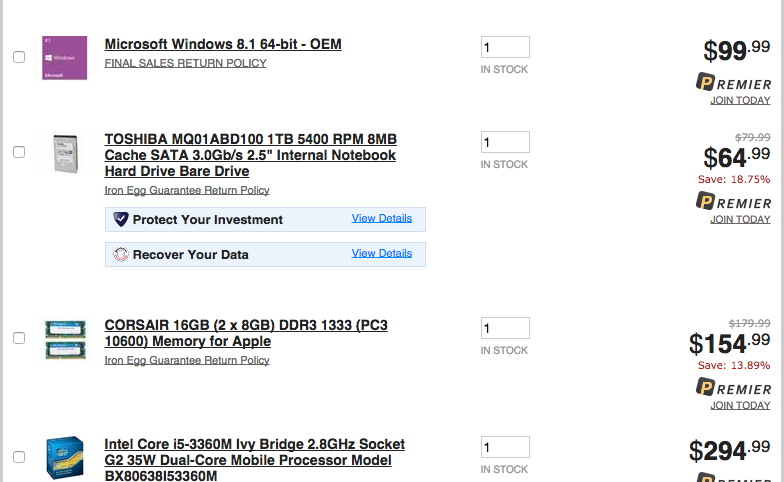 Microsoft Windows 8.1 64-bit - OEM
FINAL SALES RETURN POLICY
1
IN STOCK
$99.99
PREMIER
JOIN TODAY
8.1
Windows
Microsoft
TOSHIBA MQ01ABD100 1TB 5400 RPM 8MB
Cache SATA 3.0Gb/s 2.5" Internal Notebook
Hard Drive Bare Drive
Iron Egg Guarantee Return Policy
Protect Your Investment View Details
Recover Your Data View Details
1
IN STOCK
$79.99
$64.99
Save: 18.75%
PREMIER
JOIN TODAY
CORSAIR 16GB (2 x 8GB) DDR3 1333 (PC3
10600) Memory for Apple
Iron Egg Guarantee Return Policy
1
IN STOCK
$179.99
$154.99
Save: 13.89%
PREMIER
JOIN TODAY
Intel Core i5-3360M Ivy Bridge 2.8GHz Socket
G2 35W Dual-Core Mobile Processor Model
BX80638I53360M
1
IN STOCK
$294.99
PREMIER